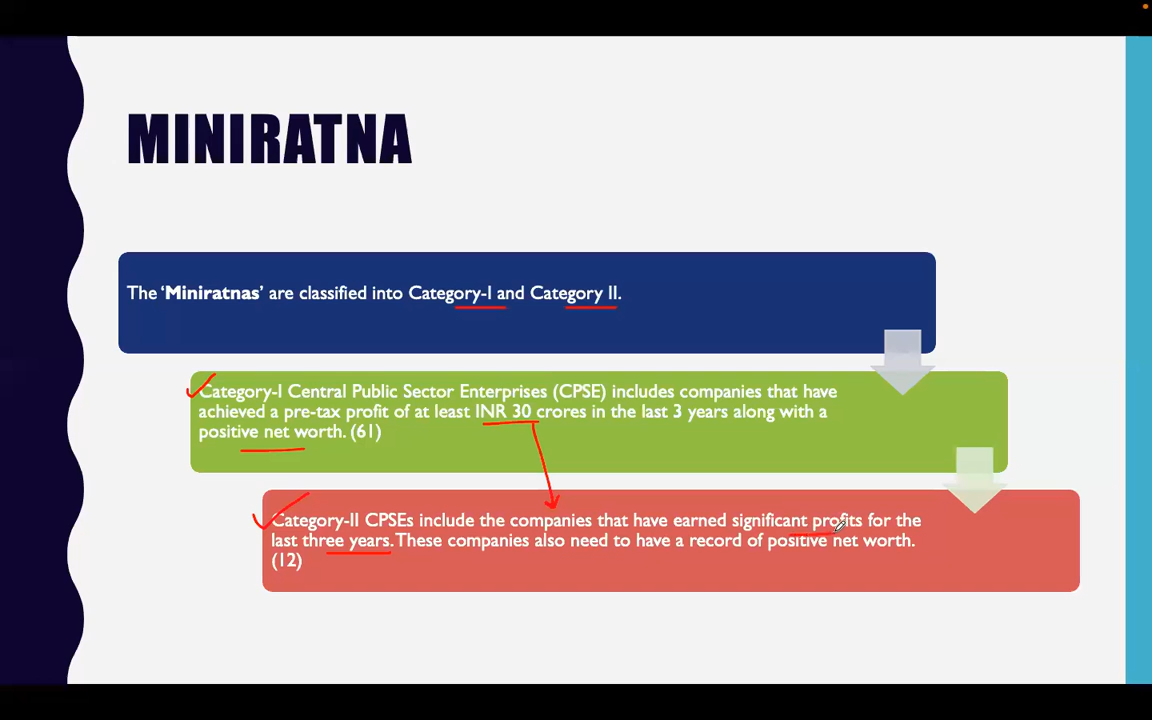 MINIRATNA
The ‘Miniratnas’ are classified into Category-I and Category II.
Category-I Central Public Sector Enterprises (CPSE) includes companies that have
achieved a pre-tax profit of at least INR 30 crores in the last 3 years along with a
positive net worth. (61)
Category-II CPSEs include the companies that have earned significant profits for the
last three years. These companies also need to have a record of positive net worth.
(12)